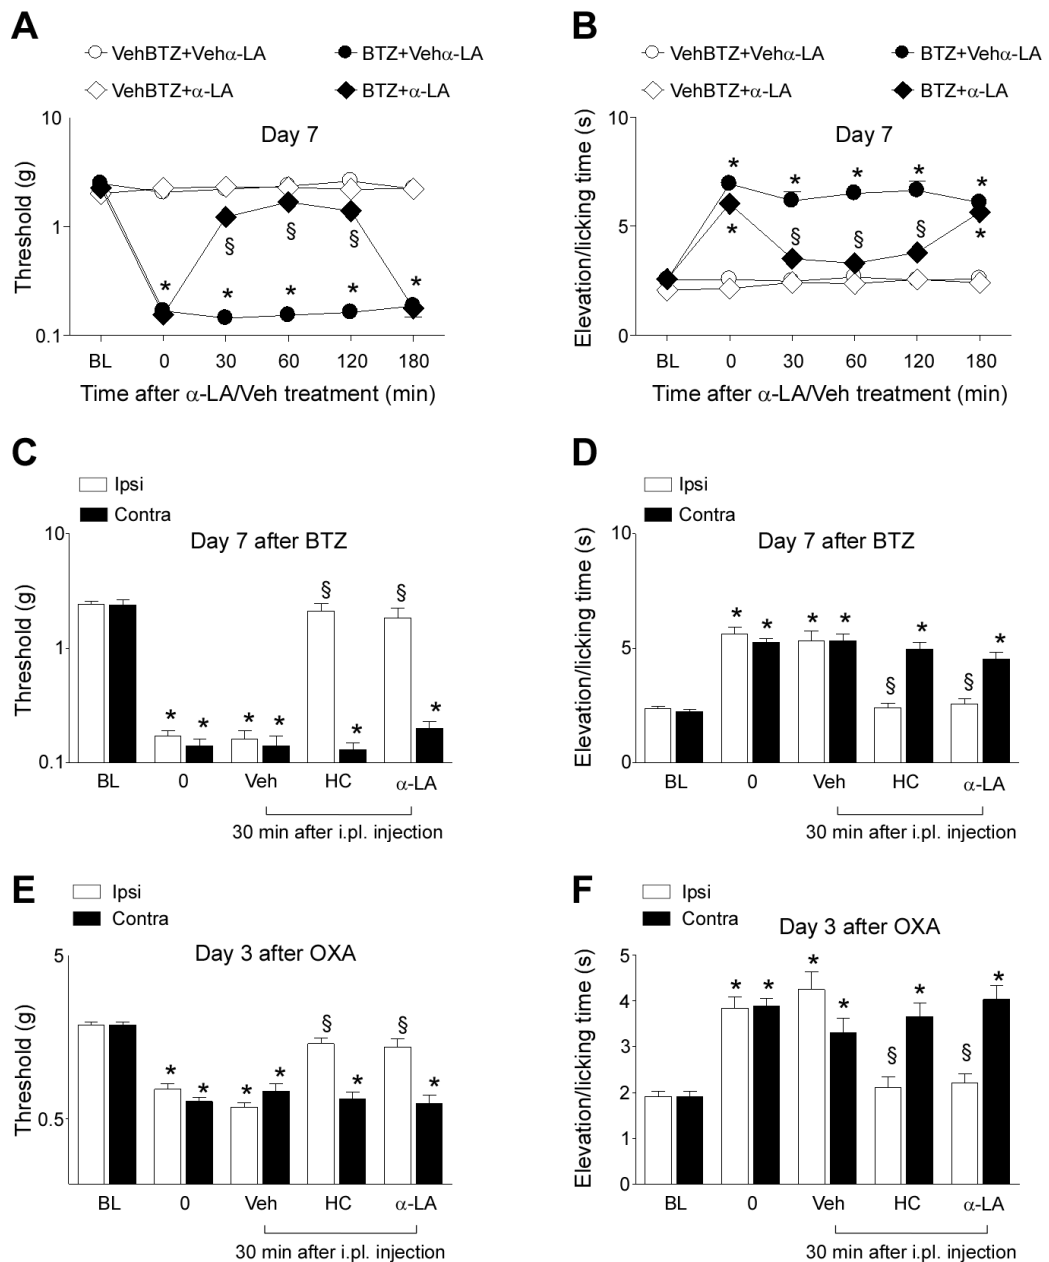 A
VehBTZ+Vehα-LA
BTZ+Vehα-LA
VehBTZ+α-LA
BTZ+α-LA
Day 7
Threshold (g)
10
1
0.1
*
*
*
*
*
*
§
§
§
BL
0
30
60
120
180
Time after α-LA/Veh treatment (min)
B
VehBTZ+Vehα-LA
BTZ+Vehα-LA
VehBTZ+α-LA
BTZ+α-LA
Day 7
Elevation/licking time (s)
10
5
0
*
*
*
*
*
*
*
§
§
§
BL
0
30
60
120
180
Time after α-LA/Veh treatment (min)
C
Ipsi
Contra
Day 7 after BTZ
Threshold (g)
10
1
0.1
* *
* *
§ *
§ *
BL
0
Veh
HC
α-LA
30 min after i.pl. injection
D
Ipsi
Contra
Day 7 after BTZ
Elevation/licking time (s)
10
5
0
* *
* *
§ *
§ *
BL
0
Veh
HC
α-LA
30 min after i.pl. injection
E
Ipsi
Contra
Day 3 after OXA
Threshold (g)
5
0.5
* *
* *
§ *
§ *
BL
0
Veh
HC
α-LA
30 min after i.pl. injection
F
Ipsi
Contra
Day 3 after OXA
Elevation/licking time (s)
5
4
3
2
1
0
* *
* *
§ *
§ *
BL
0
Veh
HC
α-LA
30 min after i.pl. injection